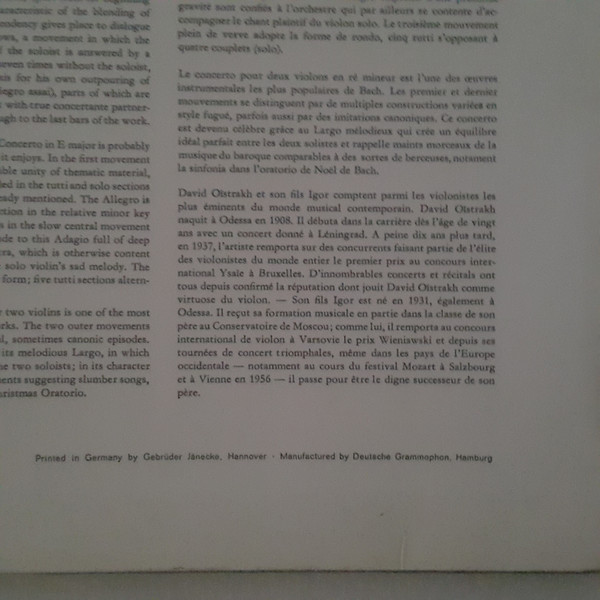 aracteristic of the blending of
ndency gives place to dialogue
ws, a movement in which the
f the soloist is answered by a
even times without the soloist,
sis for his own outpouring of
legro assai), parts of which are
t with true concertante partner-
ugh to the last bars of the work.
Concerto in E major is probably
it enjoys. In the first movement
ible unity of thematic material,
ded in the tutti and solo sections
eady mentioned. The Allegro is
rtion in the relative minor key
s in the slow central movement
ude to this Adagio full of deep
era, which is otherwise content
solo violin's sad melody. The
form; five tutti sections altern-
r two violins is one of the most
rks. The two outer movements
l, sometimes canonic episodes.
its melodious Largo, in which
he two soloists; in its character
ents suggesting slumber songs,
hristmas Oratorio.
gravité sont confiés à l'orchestre qui par ailleurs se contente d'ac-
compagner le chant plaintif du violon solo. Le troisième mouvement
plein de verve adopte la forme de rondo, cinq tutti s'opposant à
quatre couplets (solo).
Le concerto pour deux violons en ré mineur est l'une des œuvres
instrumentales les plus populaires de Bach. Les premier et dernier
mouvements se distinguent par de multiples constructions variées en
style fugué, parfois aussi par des imitations canoniques. Ce concerto
est devenu célèbre grâce au Largo mélodieux qui crée un équilibre
idéal parfait entre les deux solistes et rappelle maints morceaux de la
musique du baroque comparables à des sortes de berceuses, notament
la sinfonia dans l'oratorio de Noël de Bach.
David Oïstrakh et son fils Igor comptent parmi les violonistes les
plus éminents du monde musical contemporain. David Oïstrakh
naquit à Odessa en 1908. Il débuta dans la carrière dès l'âge de vingt
ans avec un concert donné à Léningrad. A peine dix ans plus tard,
en 1937, l'artiste remporta sur des concurrents faisant partie de l'élite
des violonistes du monde entier le premier prix au concours inter-
national Ysaïe à Bruxelles. D'innombrables concerts et récitals ont
tous depuis confirmé la réputation dont jouit David Oïstrakh comme
virtuose du violon. — Son fils Igor est né en 1931, également à
Odessa. Il reçut sa formation musicale en partie dans la classe de son
père au Conservatoire de Moscou; comme lui, il remporta au concours
international de violon à Varsovie le prix Wieniawski et depuis ses
tournées de concert triomphales, même dans les pays de l'Europe
occidentale — notamment au cours du festival Mozart à Salzbourg
et à Vienne en 1956 — il passe pour être le digne successeur de son
père.
Printed in Germany by Gebrüder Jänecke, Hannover · Manufactured by Deutsche Grammophon, Hamburg